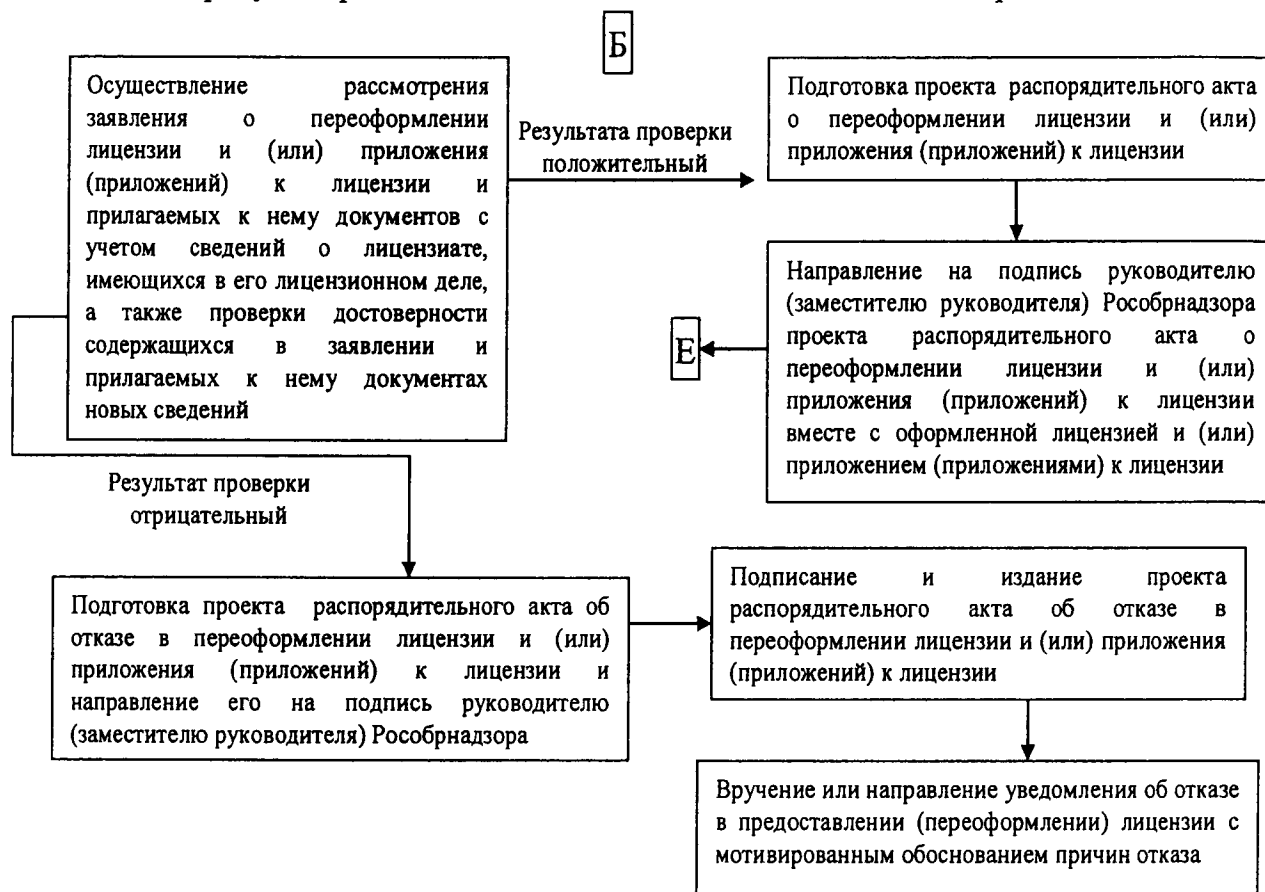 Б
Осуществление рассмотрения
заявления о переоформлении
лицензии и (или) приложения
(приложений) к лицензии и
прилагаемых к нему документов с
учетом сведений о лицензиате,
имеющихся в его лицензионном деле,
а также проверки достоверности
содержащихся в заявлении и
прилагаемых к нему документах
новых сведений
Результата проверки
положительный
Подготовка проекта распорядительного акта
о переоформлении лицензии и (или)
приложения (приложений) к лицензии
Направление на подпись руководителю
(заместителю руководителя) Рособрнадзора
проекта распорядительного акта о
переоформлении лицензии и (или)
приложения (приложений) к лицензии
вместе с оформленной лицензией и (или)
приложением (приложениями) к лицензии
Е
Результат проверки
отрицательный
Подготовка проекта распорядительного акта об
отказе в переоформлении лицензии и (или)
приложения (приложений) к лицензии и
направление его на подпись руководителю
(заместителю руководителя) Рособрнадзора
Подписание и издание проекта
распорядительного акта об отказе в
переоформлении лицензии и (или) приложения
(приложений) к лицензии
Вручение или направление уведомления об отказе
в предоставлении (переоформлении) лицензии с
мотивированным обоснованием причин отказа